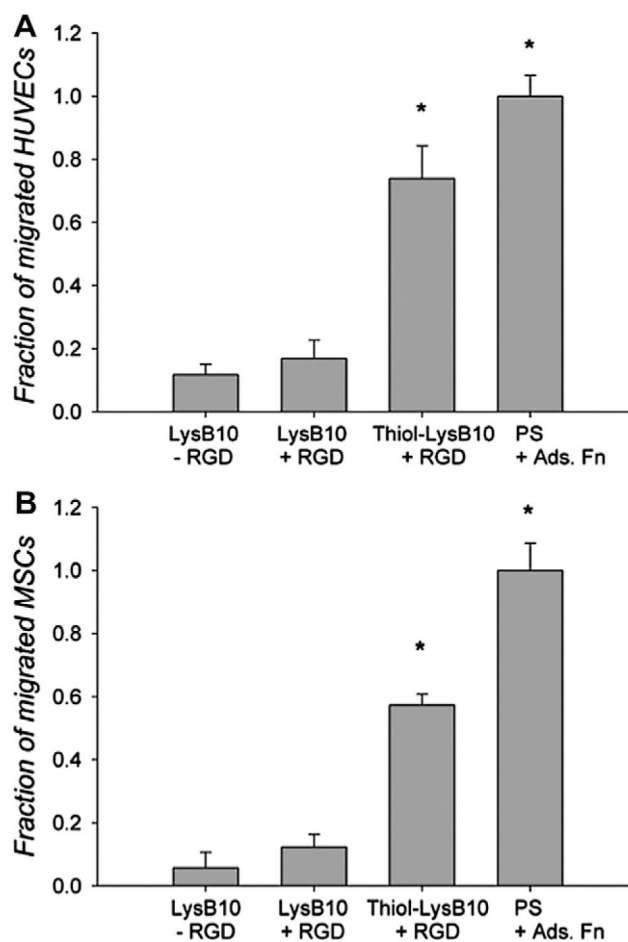 A
Fraction of migrated HUVECs
1.2
1.0
0.8
0.6
0.4
0.2
0.0
*
*
LysB10 LysB10 Thiol-LysB10 PS
- RGD + RGD + RGD + Ads. Fn
B
Fraction of migrated MSCs
1.2
1.0
0.8
0.6
0.4
0.2
0.0
*
*
LysB10 LysB10 Thiol-LysB10 PS
- RGD + RGD + RGD + Ads. Fn